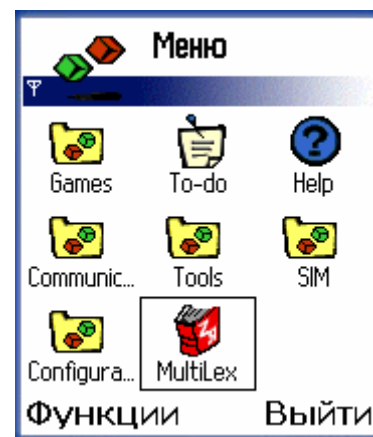 Меню
Games To-do Help
Communic... Tools SIM
Configura... MultiLex
Функции Выйти